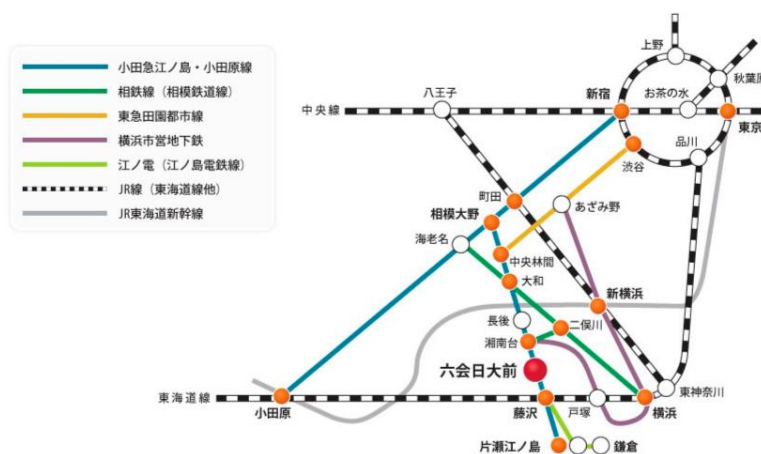 小田急江ノ島・小田原線
相鉄線（相模鉄道線）
東急田園都市線
横浜市営地下鉄
江ノ電（江ノ島電鉄線）
JR線（東海道線他）
JR東海道新幹線
上野
秋葉原
八王子
新宿
お茶の水
中央線
東京
品川
渋谷
町田
あざみ野
相模大野
海老名
中央林間
大和
新横浜
長後
二俣川
湘南台
六会日大前
東神奈川
東海道線
小田原
藤沢
戸塚
横浜
片瀬江ノ島
鎌倉